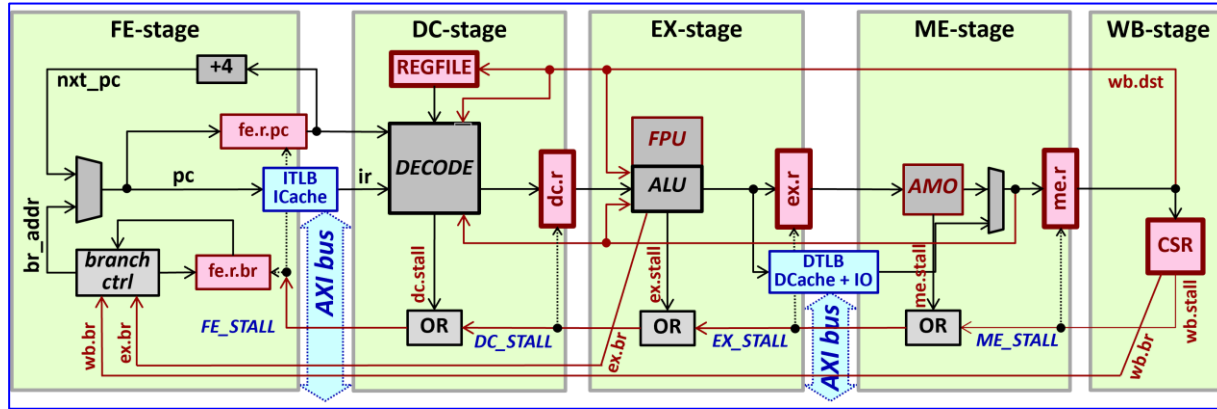 FE-stage
DC-stage
EX-stage
ME-stage
WB-stage
+4
nxt_pc
REGFILE
wb.dst
fe.r.pc
FPU
DECODE
ALU
dc.r
ex.r
AMO
me.r
pc
ITLB
ICache
ir
br_addr
branch
ctrl
fe.r.br
AXI bus
dc.stall
ex.stall
DTLB
DCache + IO
me.stall
CSR
wb.stall
FE_STALL
OR
DC_STALL
OR
EX_STALL
OR
ME_STALL
wb.br
ex.br
ex.br
AXI bus
wb.br